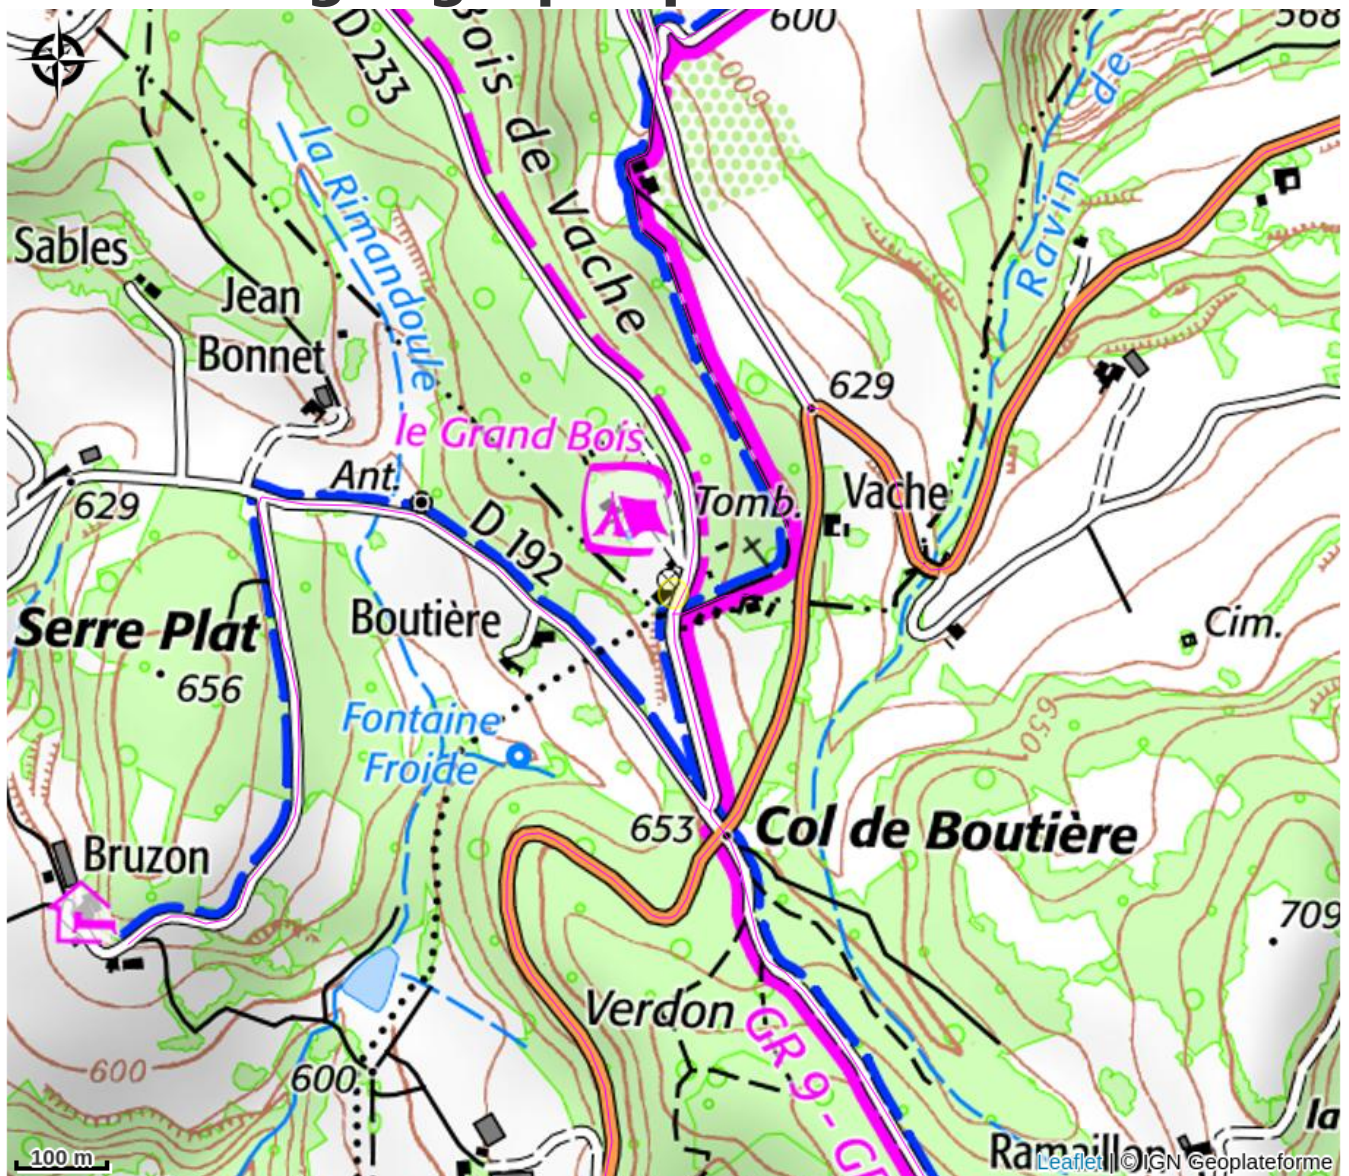 600
568
D 233
Bois de Vache
600
de
Ravin
la Rimandoule
Sables
Jean
Bonnet
629
le Grand Bois
Ant.
Tomb.
Vache
629
D 192
Boutière
Cim.
Serre Plat
656
Fontaine
Froide
650
653
Col de Boutière
Bruzon
709
Verdon
GR 9 - GR
600
600
la
Ramaillon
100 m
Leaflet | © IGN Geoplateforme